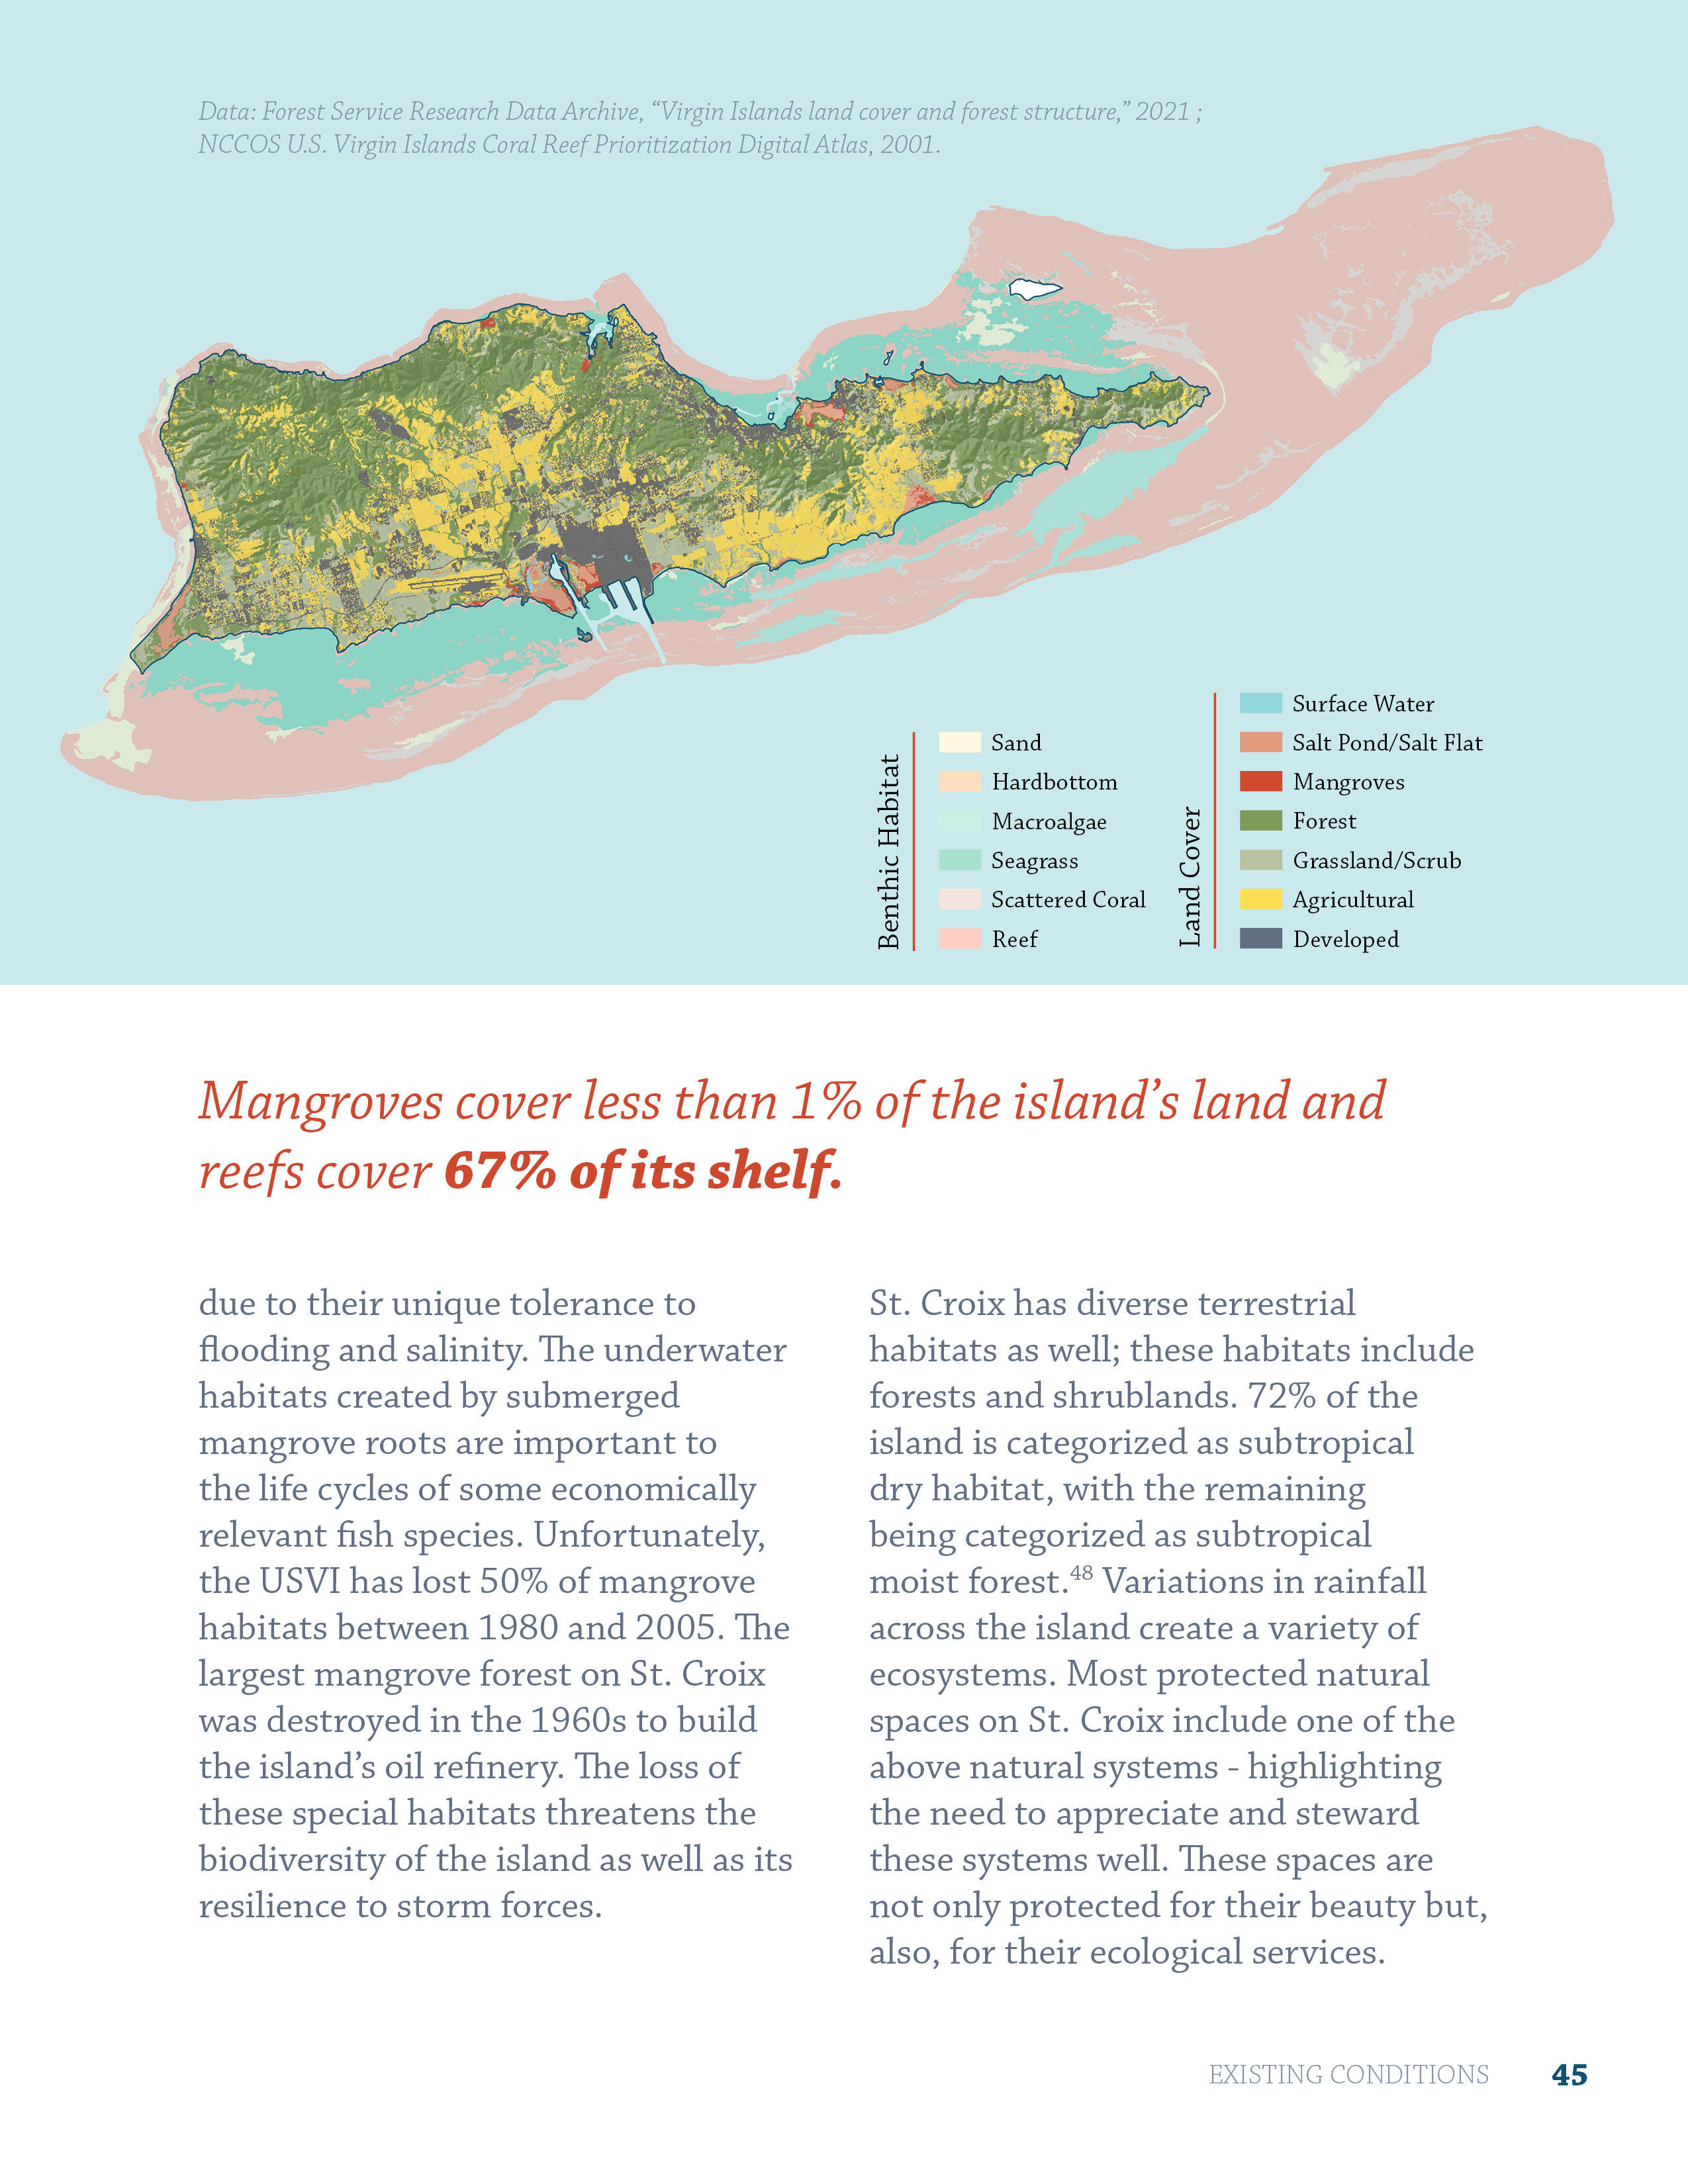 Data: Forest Service Research Data Archive, “Virgin Islands land cover and forest structure,” 2021 ;
NCCOS U.S. Virgin Islands Coral Reef Prioritization Digital Atlas, 2001.
Benthic Habitat
Sand
Hardbottom
Macroalgae
Seagrass
Scattered Coral
Reef
Land Cover
Surface Water
Salt Pond/Salt Flat
Mangroves
Forest
Grassland/Scrub
Agricultural
Developed
Mangroves cover less than 1% of the island’s land and
reefs cover 67% of its shelf.
due to their unique tolerance to
flooding and salinity. The underwater
habitats created by submerged
mangrove roots are important to
the life cycles of some economically
relevant fish species. Unfortunately,
the USVI has lost 50% of mangrove
habitats between 1980 and 2005. The
largest mangrove forest on St. Croix
was destroyed in the 1960s to build
the island’s oil refinery. The loss of
these special habitats threatens the
biodiversity of the island as well as its
resilience to storm forces.
St. Croix has diverse terrestrial
habitats as well; these habitats include
forests and shrublands. 72% of the
island is categorized as subtropical
dry habitat, with the remaining
being categorized as subtropical
moist forest.48 Variations in rainfall
across the island create a variety of
ecosystems. Most protected natural
spaces on St. Croix include one of the
above natural systems - highlighting
the need to appreciate and steward
these systems well. These spaces are
not only protected for their beauty but,
also, for their ecological services.
EXISTING CONDITIONS 45